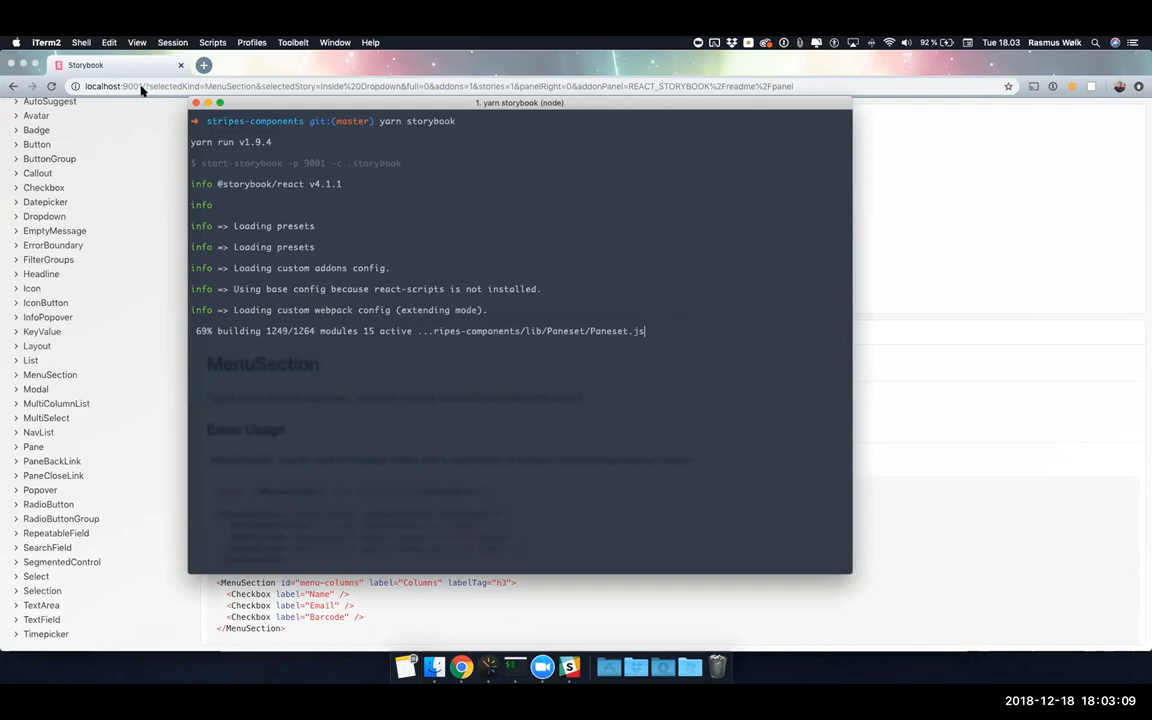 iTerm2 Shell Edit View Session Scripts Profiles Toolbelt Window Help 92 % Tue 18.03 Rasmus Wølk
Storybook
localhost:9001/?selectedKind=MenuSection&selectedStory=Inside%20Dropdown&full=0&addons=1&stories=1&panelRight=0&addonPanel=REACT_STORYBOOK%2Freadme%2Fpanel
1. yarn storybook (node)
AutoSuggest
Avatar
Badge
Button
ButtonGroup
Callout
Checkbox
Datepicker
Dropdown
EmptyMessage
ErrorBoundary
FilterGroups
Headline
Icon
IconButton
InfoPopover
KeyValue
Layout
List
MenuSection
Modal
MultiColumnList
MultiSelect
NavList
Pane
PaneBackLink
PaneCloseLink
Popover
RadioButton
RadioButtonGroup
RepeatableField
SearchField
SegmentedControl
Select
Selection
TextArea
TextField
Timepicker
→ stripes-components git:(master) yarn storybook
yarn run v1.9.4
$ start-storybook -p 9001 -c .storybook
info @storybook/react v4.1.1
info
info => Loading presets
info => Loading presets
info => Loading custom addons config.
info => Using base config because react-scripts is not installed.
info => Loading custom webpack config (extending mode).
69% building 1249/1264 modules 15 active ...ripes-components/lib/Paneset/Paneset.js
MenuSection
Basic Usage
<MenuSection id="menu-columns" label="Columns" labelTag="h3">
<Checkbox label="Name" />
<Checkbox label="Email" />
<Checkbox label="Barcode" />
</MenuSection>
2018-12-18 18:03:09